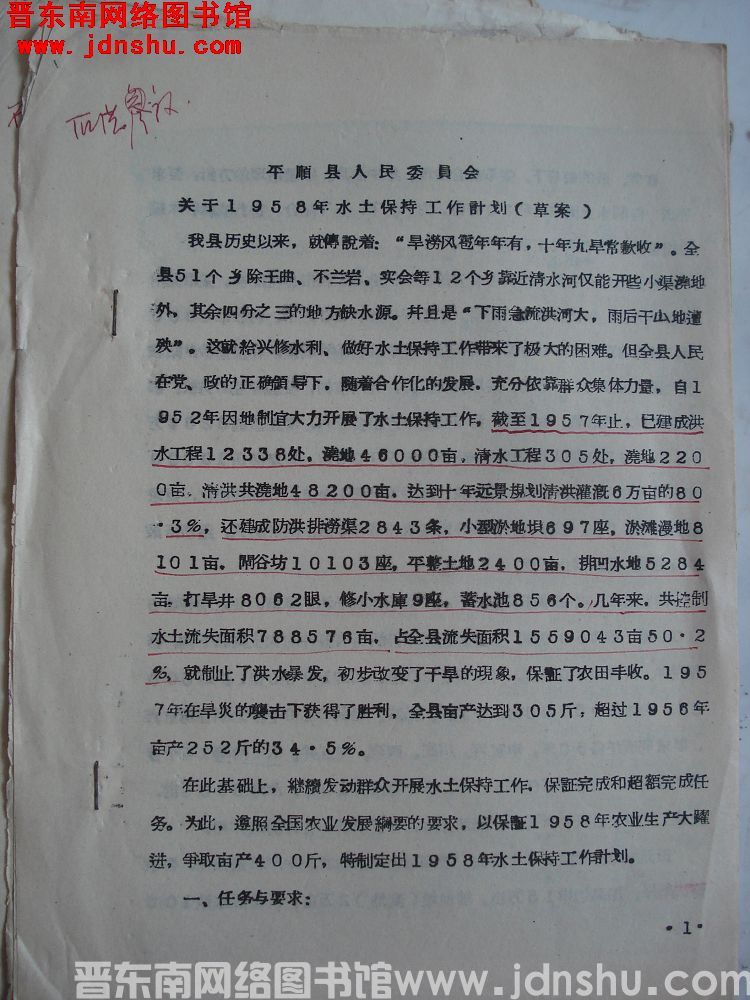 晋东南网络图书馆
www.jdnshu.com
平順县人民委員会
关于1958年水土保持工作計划(草案)
我县历史以来,就傳說着:"旱澇风雹年年有,十年九旱常歉收"。全
县51个乡除王曲、不兰岩、实会等12个乡靠近清水河仅能开些小渠澆地
外,其余四分之三的地方缺水源。幷且是"下雨急流洪河大,雨后干山地遭
殃"。这就給兴修水利、做好水土保持工作带来了极大的困难。但全县人民
在党、政的正确領导下,随着合作化的发展,充分依靠群众集体力量,自1
952年因地制宜大力开展了水土保持工作,截至1957年止,已建成洪
水工程12338处,澆地46000亩,清水工程305处,澆地220
0亩,清洪共澆地48200亩,达到十年远景規划清洪灌溉6万亩的80
·3%,还建成防洪排澇渠2843条,小型淤地垻697座,淤滩漫地8
101亩,閘谷坊10103座,平整土地2400亩,排凹水地5284
亩,打旱井8062眼,修小水庫9座,蓄水池856个。几年来,共控制
水土流失面积788576亩,占全县流失面积1559043亩50·2
%,就制止了洪水暴发,初步改变了干旱的現象,保証了农田丰收。195
7年在旱災的襲击下获得了胜利,全县亩产达到305斤,超过1956年
亩产252斤的34·5%。
在此基础上,継續发动群众开展水土保持工作,保証完成和超額完成任
务。为此,遵照全国农业发展綱要的要求,以保証1958年农业生产大躍
进,爭取亩产400斤,特制定出1958年水土保持工作計划。
一、任务与要求:
·1·
晋东南网络图书馆www.jdnshu.com